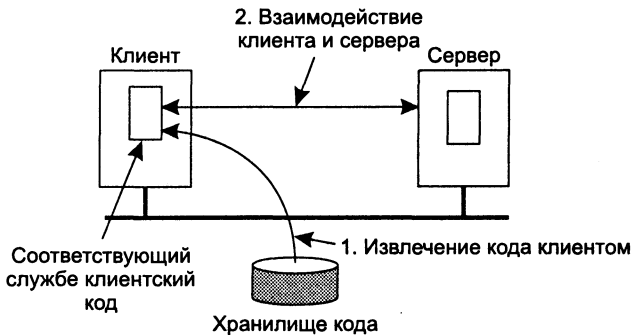 2. Взаимодействие
клиента и сервера
Клиент
Сервер
Соответствующий
службе клиентский
код
1. Извлечение кода клиентом
Хранилище кода